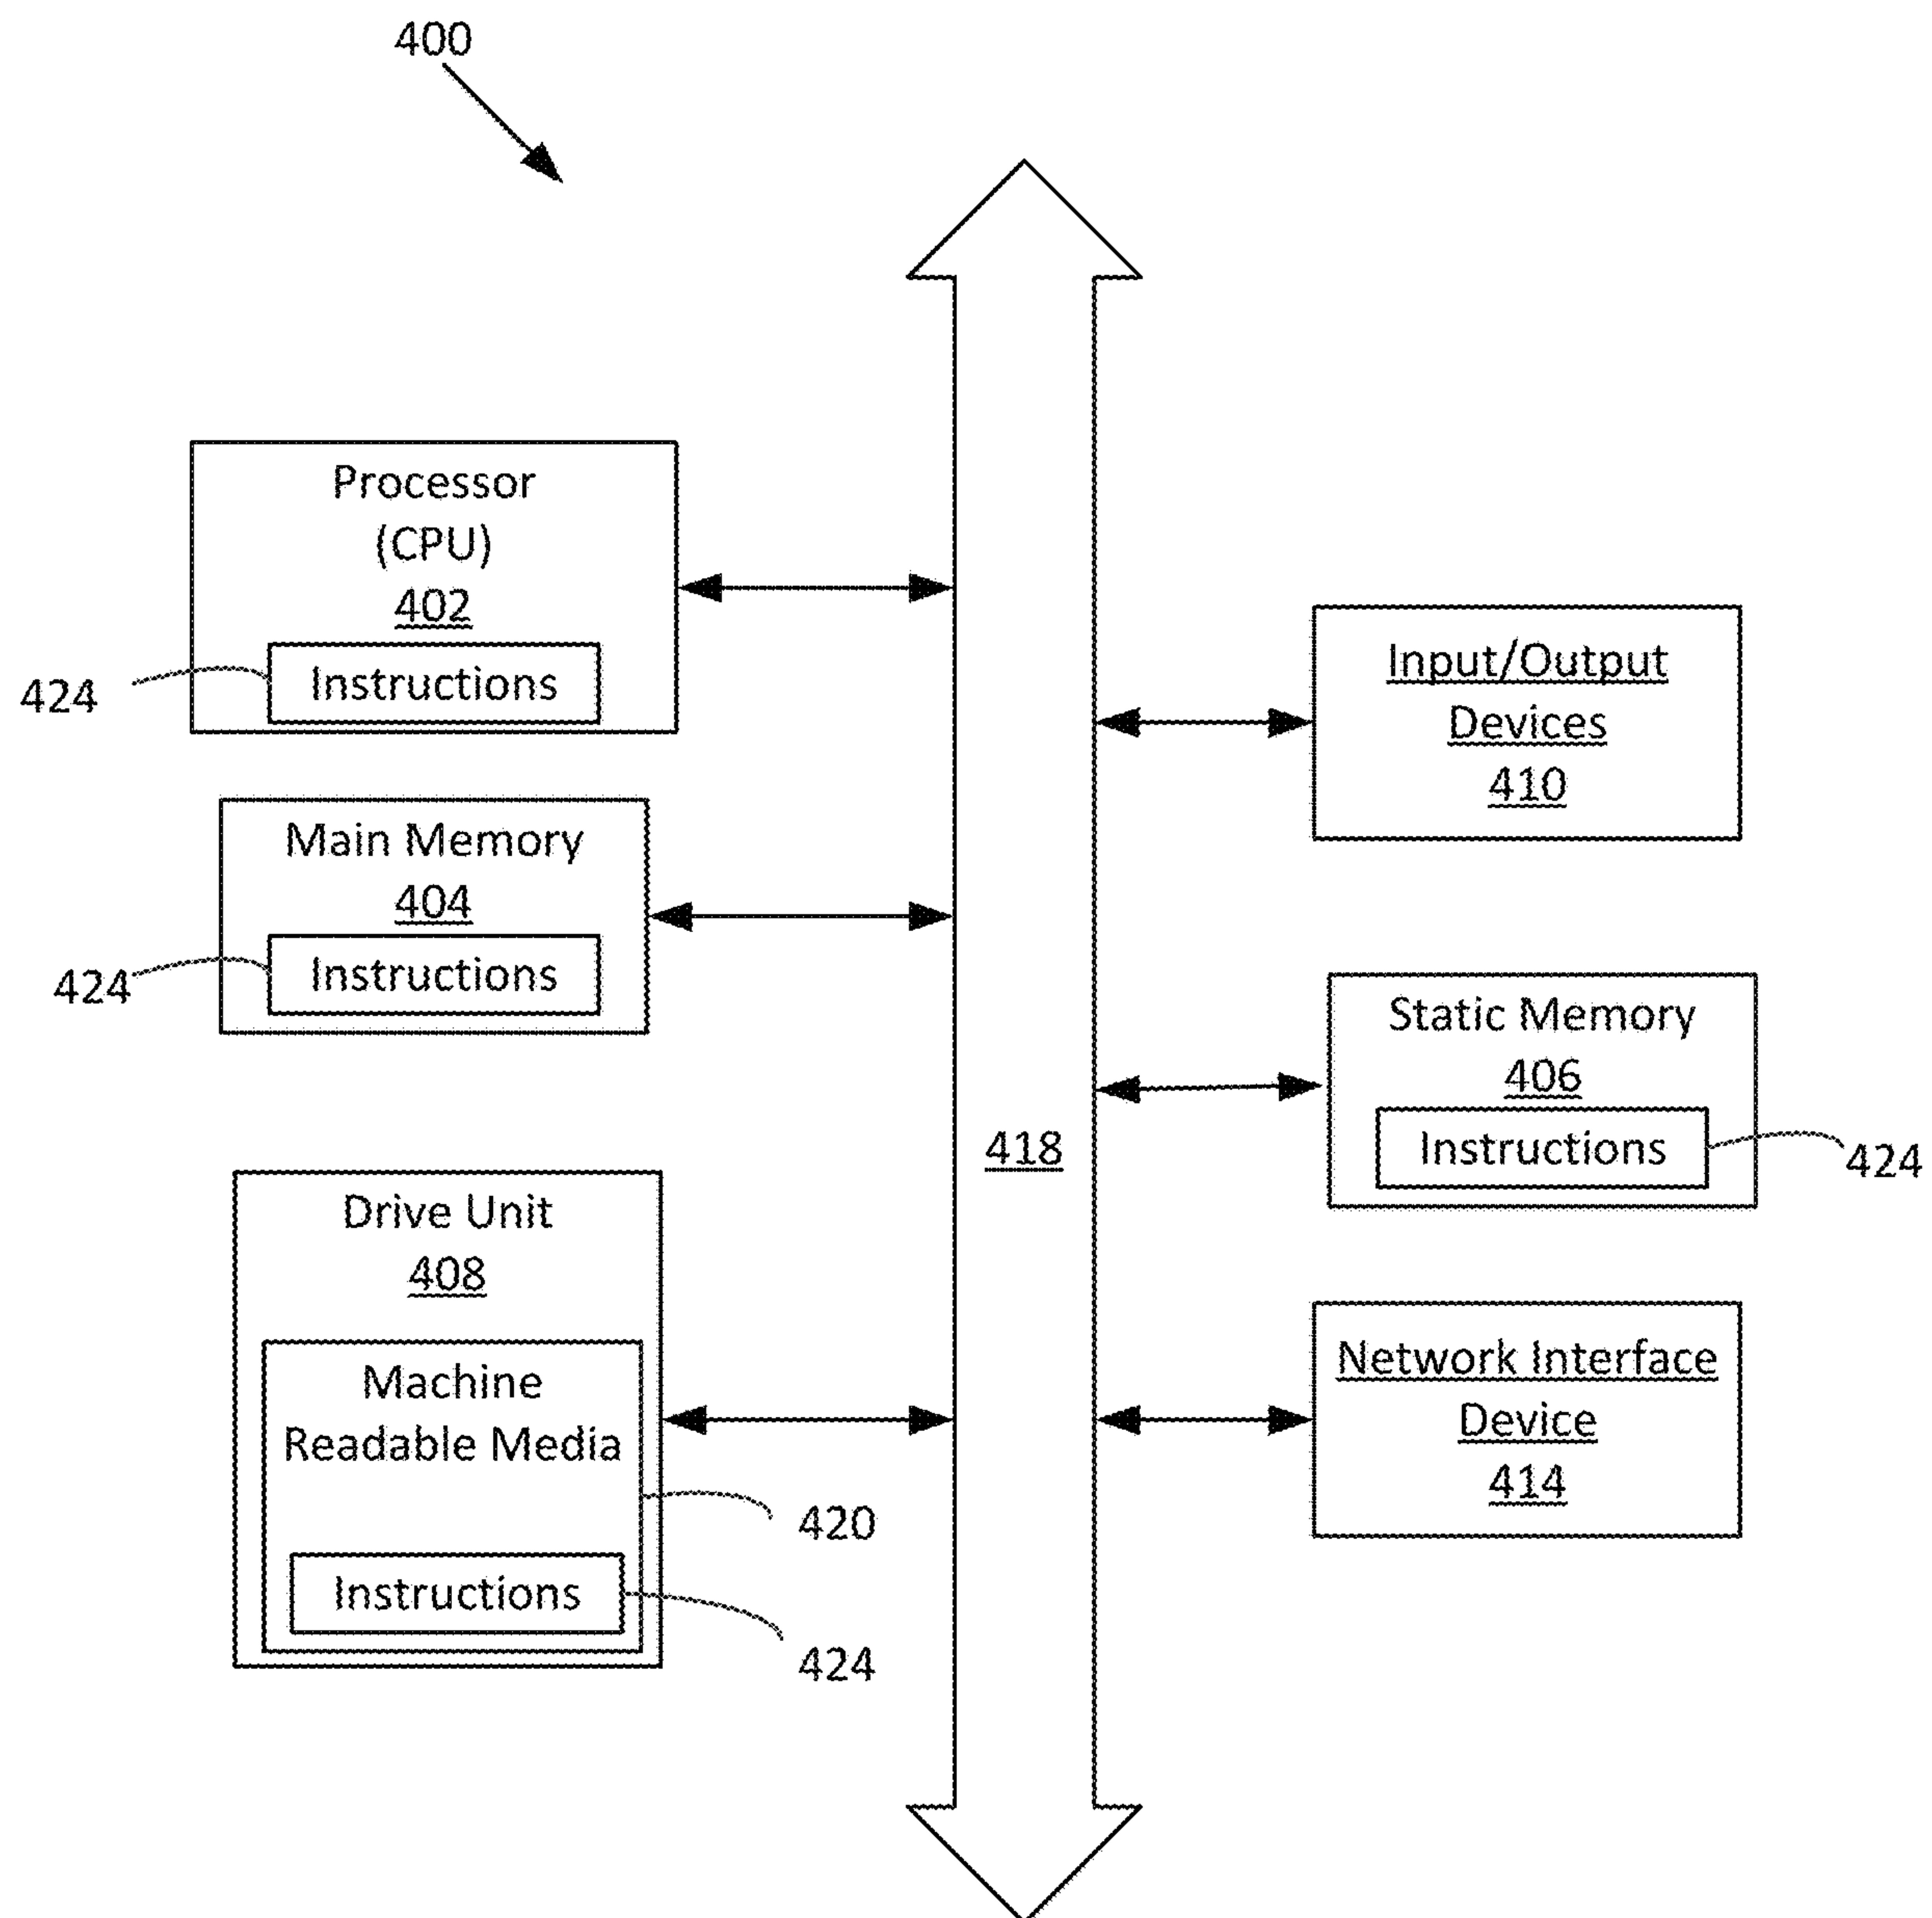 400
Processor
(CPU)
402
Instructions
424
Main Memory
404
Instructions
424
Drive Unit
408
Machine
Readable Media
420
Instructions
424
418
Input/Output
Devices
410
Static Memory
406
Instructions
424
Network Interface
Device
414